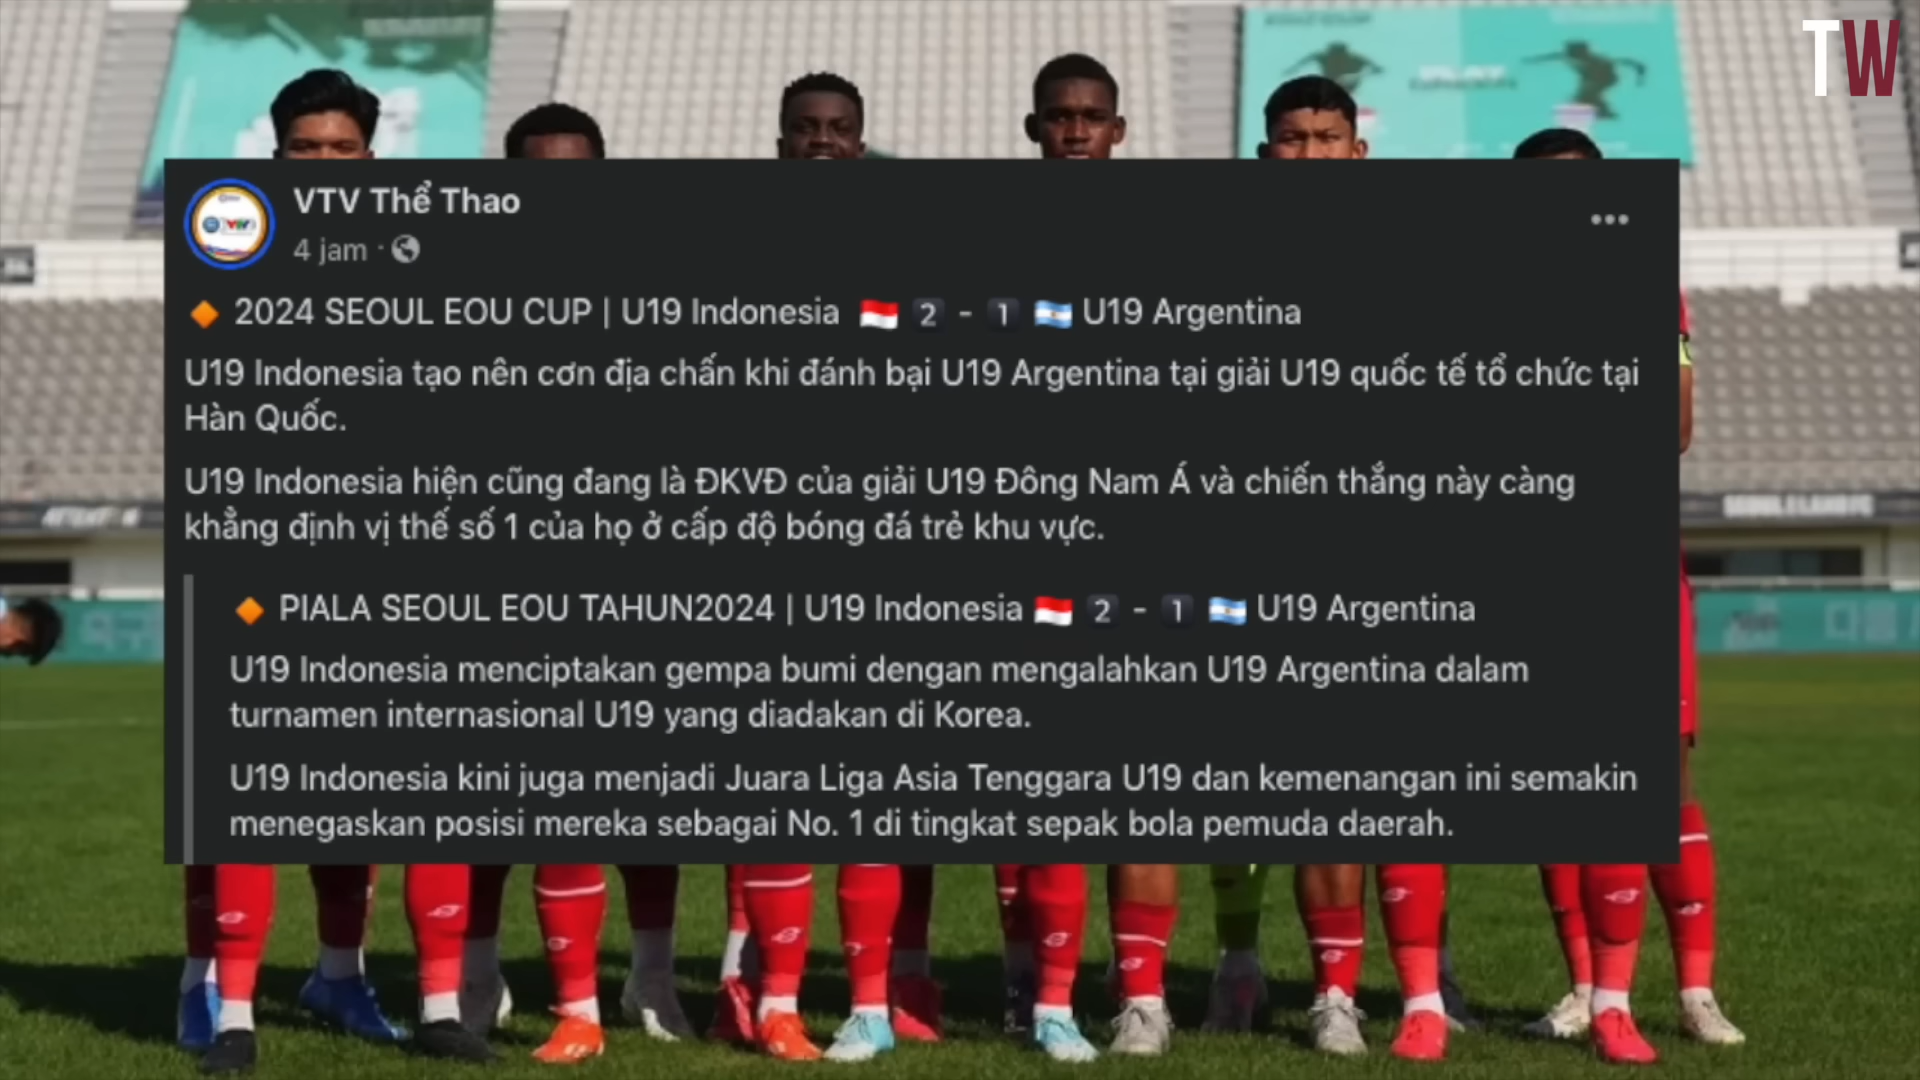 TW
VTV Thể Thao
4 jam ·
🔶 2024 SEOUL EOU CUP | U19 Indonesia 🇮🇩 2 - 1 🇦🇷 U19 Argentina
U19 Indonesia tạo nên cơn địa chấn khi đánh bại U19 Argentina tại giải U19 quốc tế tổ chức tại
Hàn Quốc.
U19 Indonesia hiện cũng đang là ĐKVĐ của giải U19 Đông Nam Á và chiến thắng này càng
khẳng định vị thế số 1 của họ ở cấp độ bóng đá trẻ khu vực.
🔶 PIALA SEOUL EOU TAHUN2024 | U19 Indonesia 🇮🇩 2 - 1 🇦🇷 U19 Argentina
U19 Indonesia menciptakan gempa bumi dengan mengalahkan U19 Argentina dalam
turnamen internasional U19 yang diadakan di Korea.
U19 Indonesia kini juga menjadi Juara Liga Asia Tenggara U19 dan kemenangan ini semakin
menegaskan posisi mereka sebagai No. 1 di tingkat sepak bola pemuda daerah.